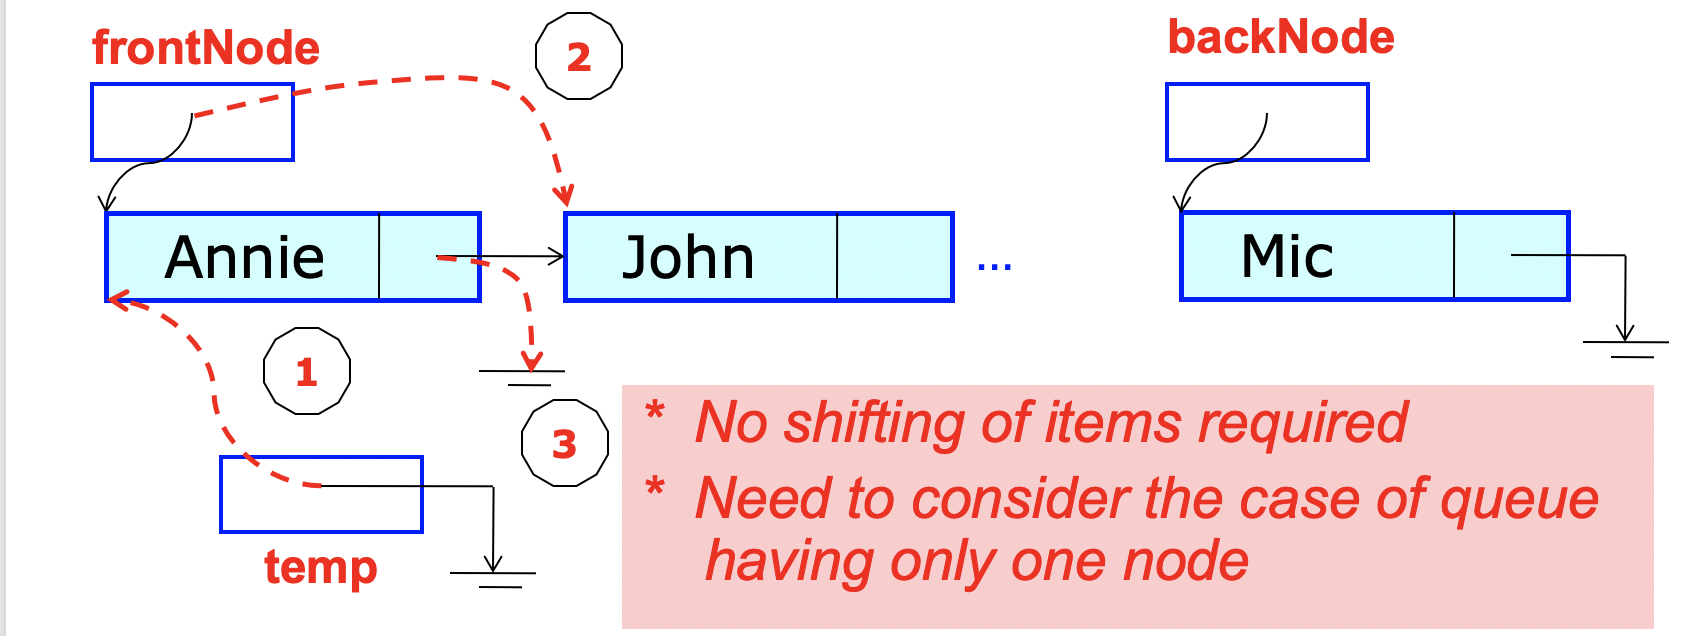 frontNode
2
backNode
Annie
John
...
Mic
1
3
temp
* No shifting of items required
* Need to consider the case of queue
having only one node